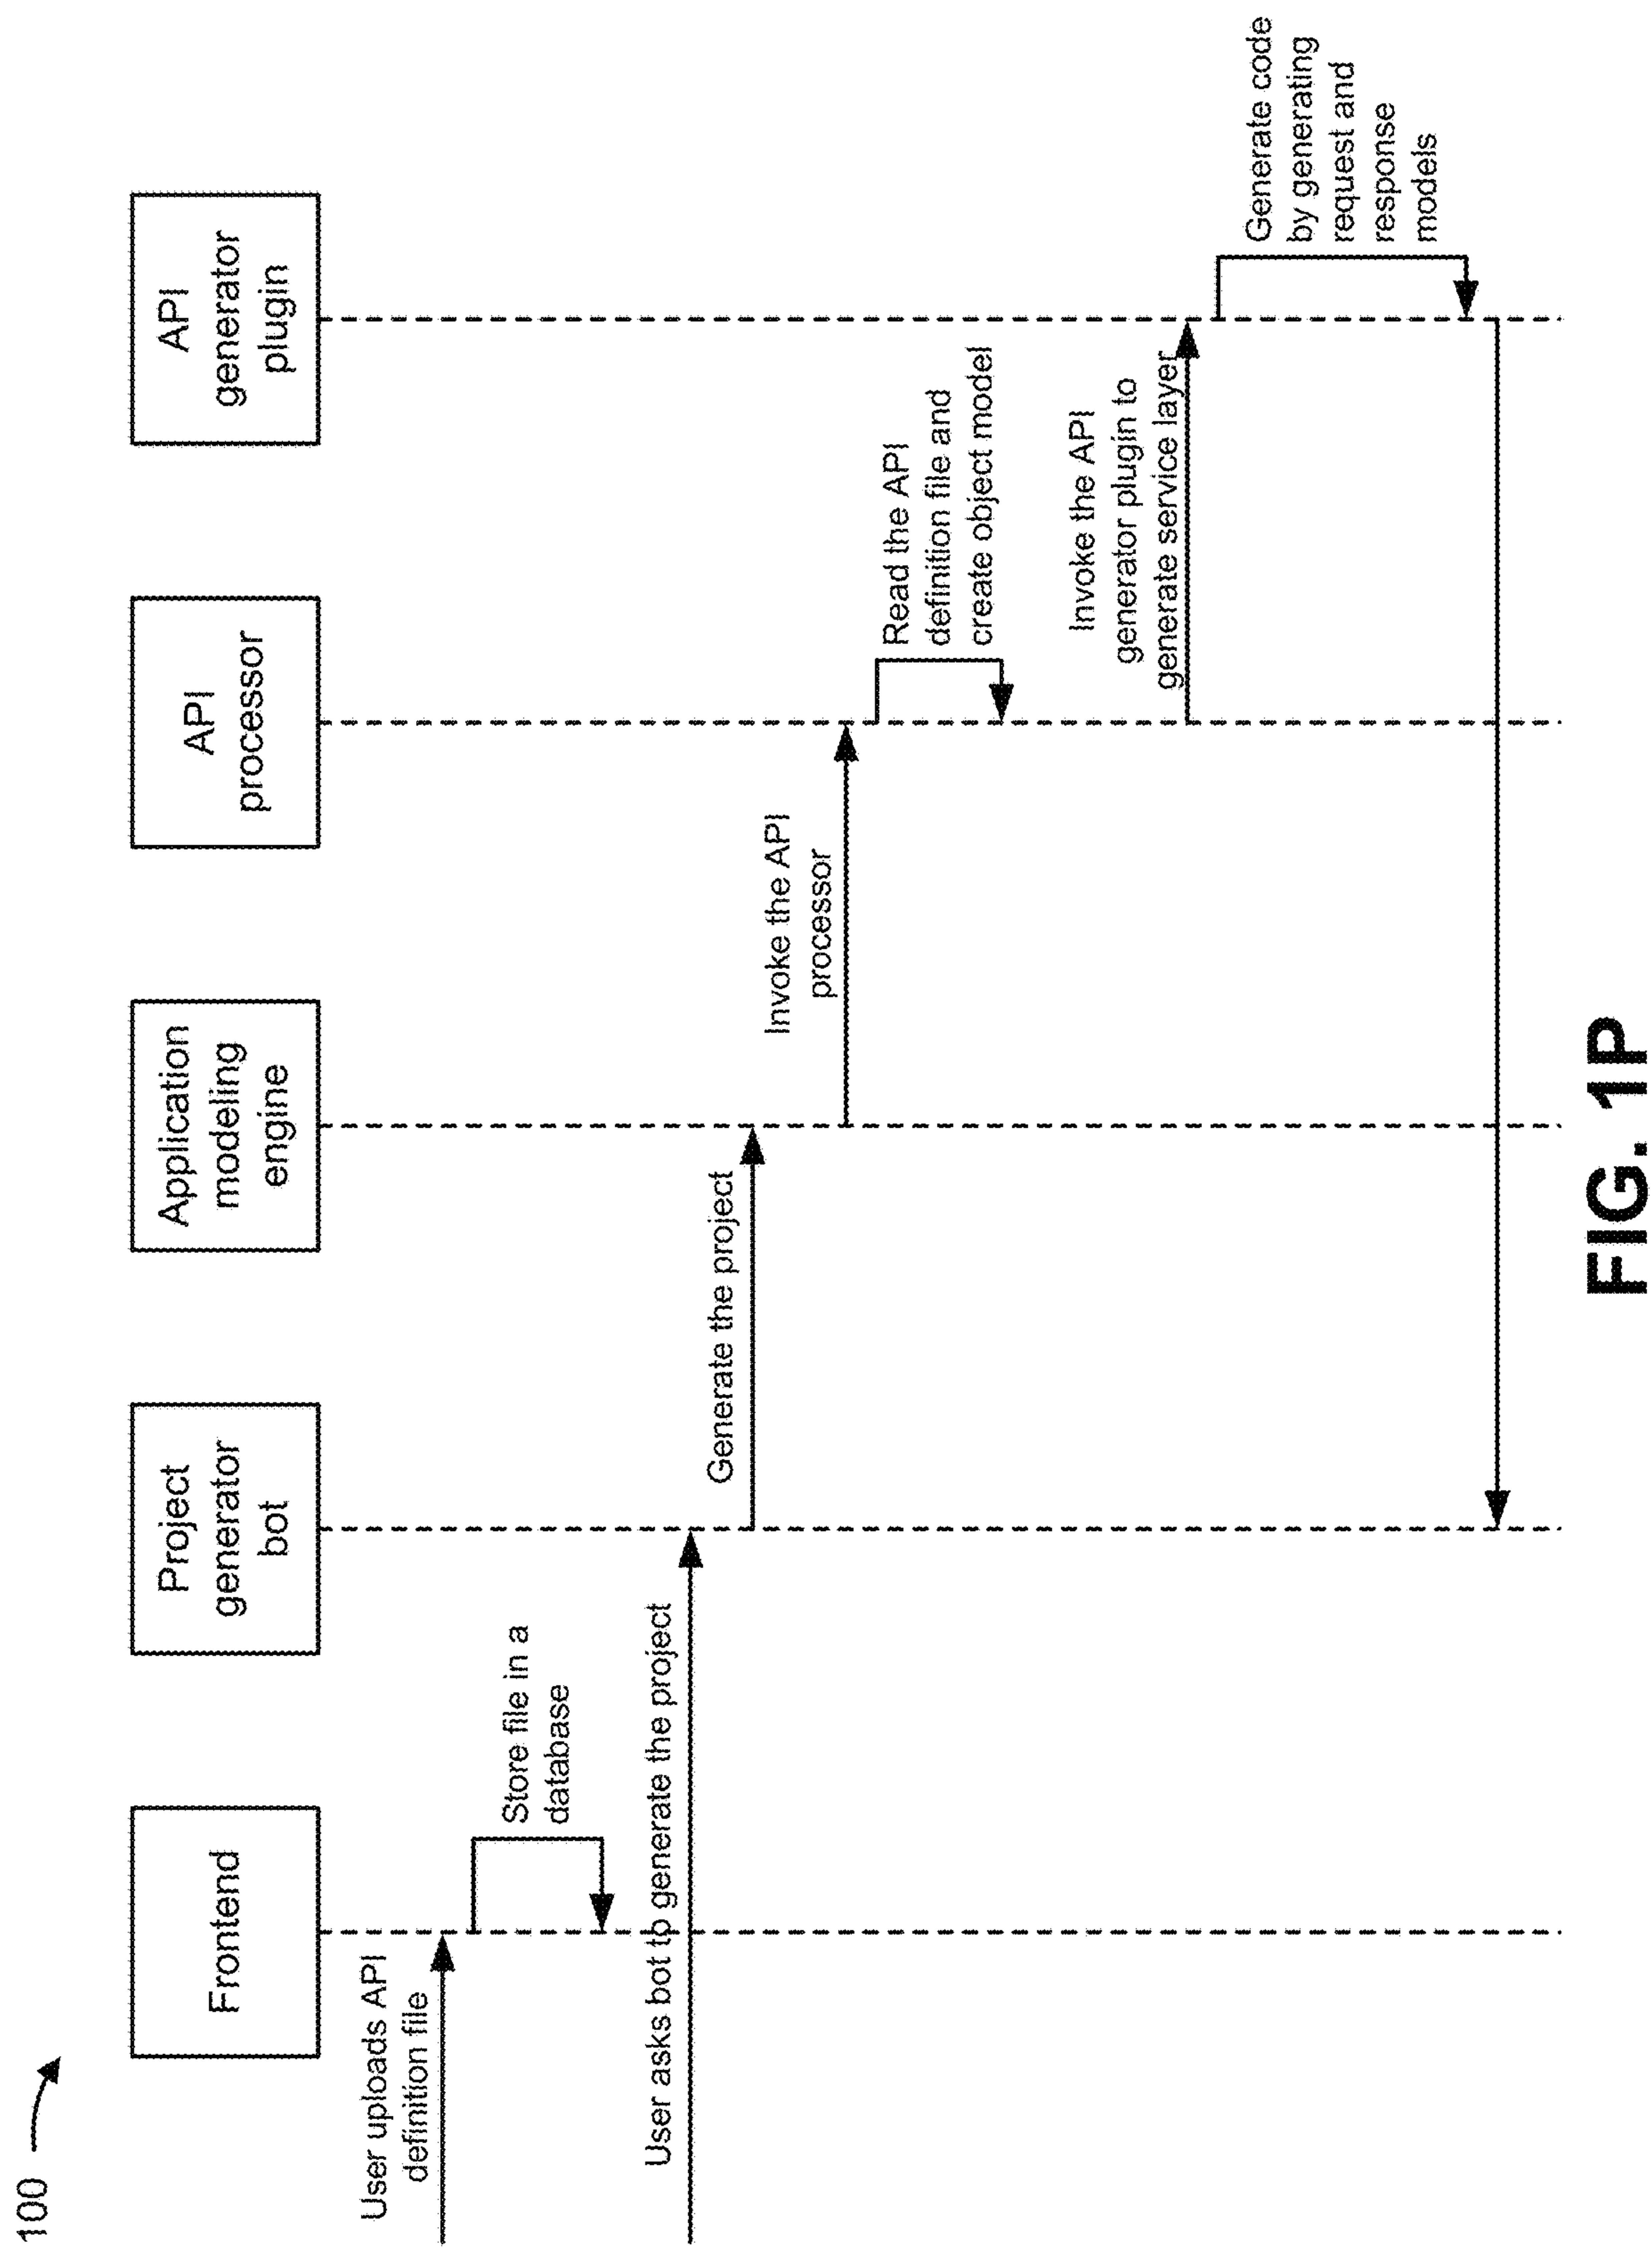 100
Frontend
Project
generator
bot
Application
modeling
engine
API
processor
API
generator
plugin
User uploads API
definition file
Store file in a
database
User asks bot to generate the project
Generate the project
Invoke the API
processor
Read the API
definition file and
create object model
Invoke the API
generator plugin to
generate service layer
Generate code
by generating
request and
response
models
FIG. 1P